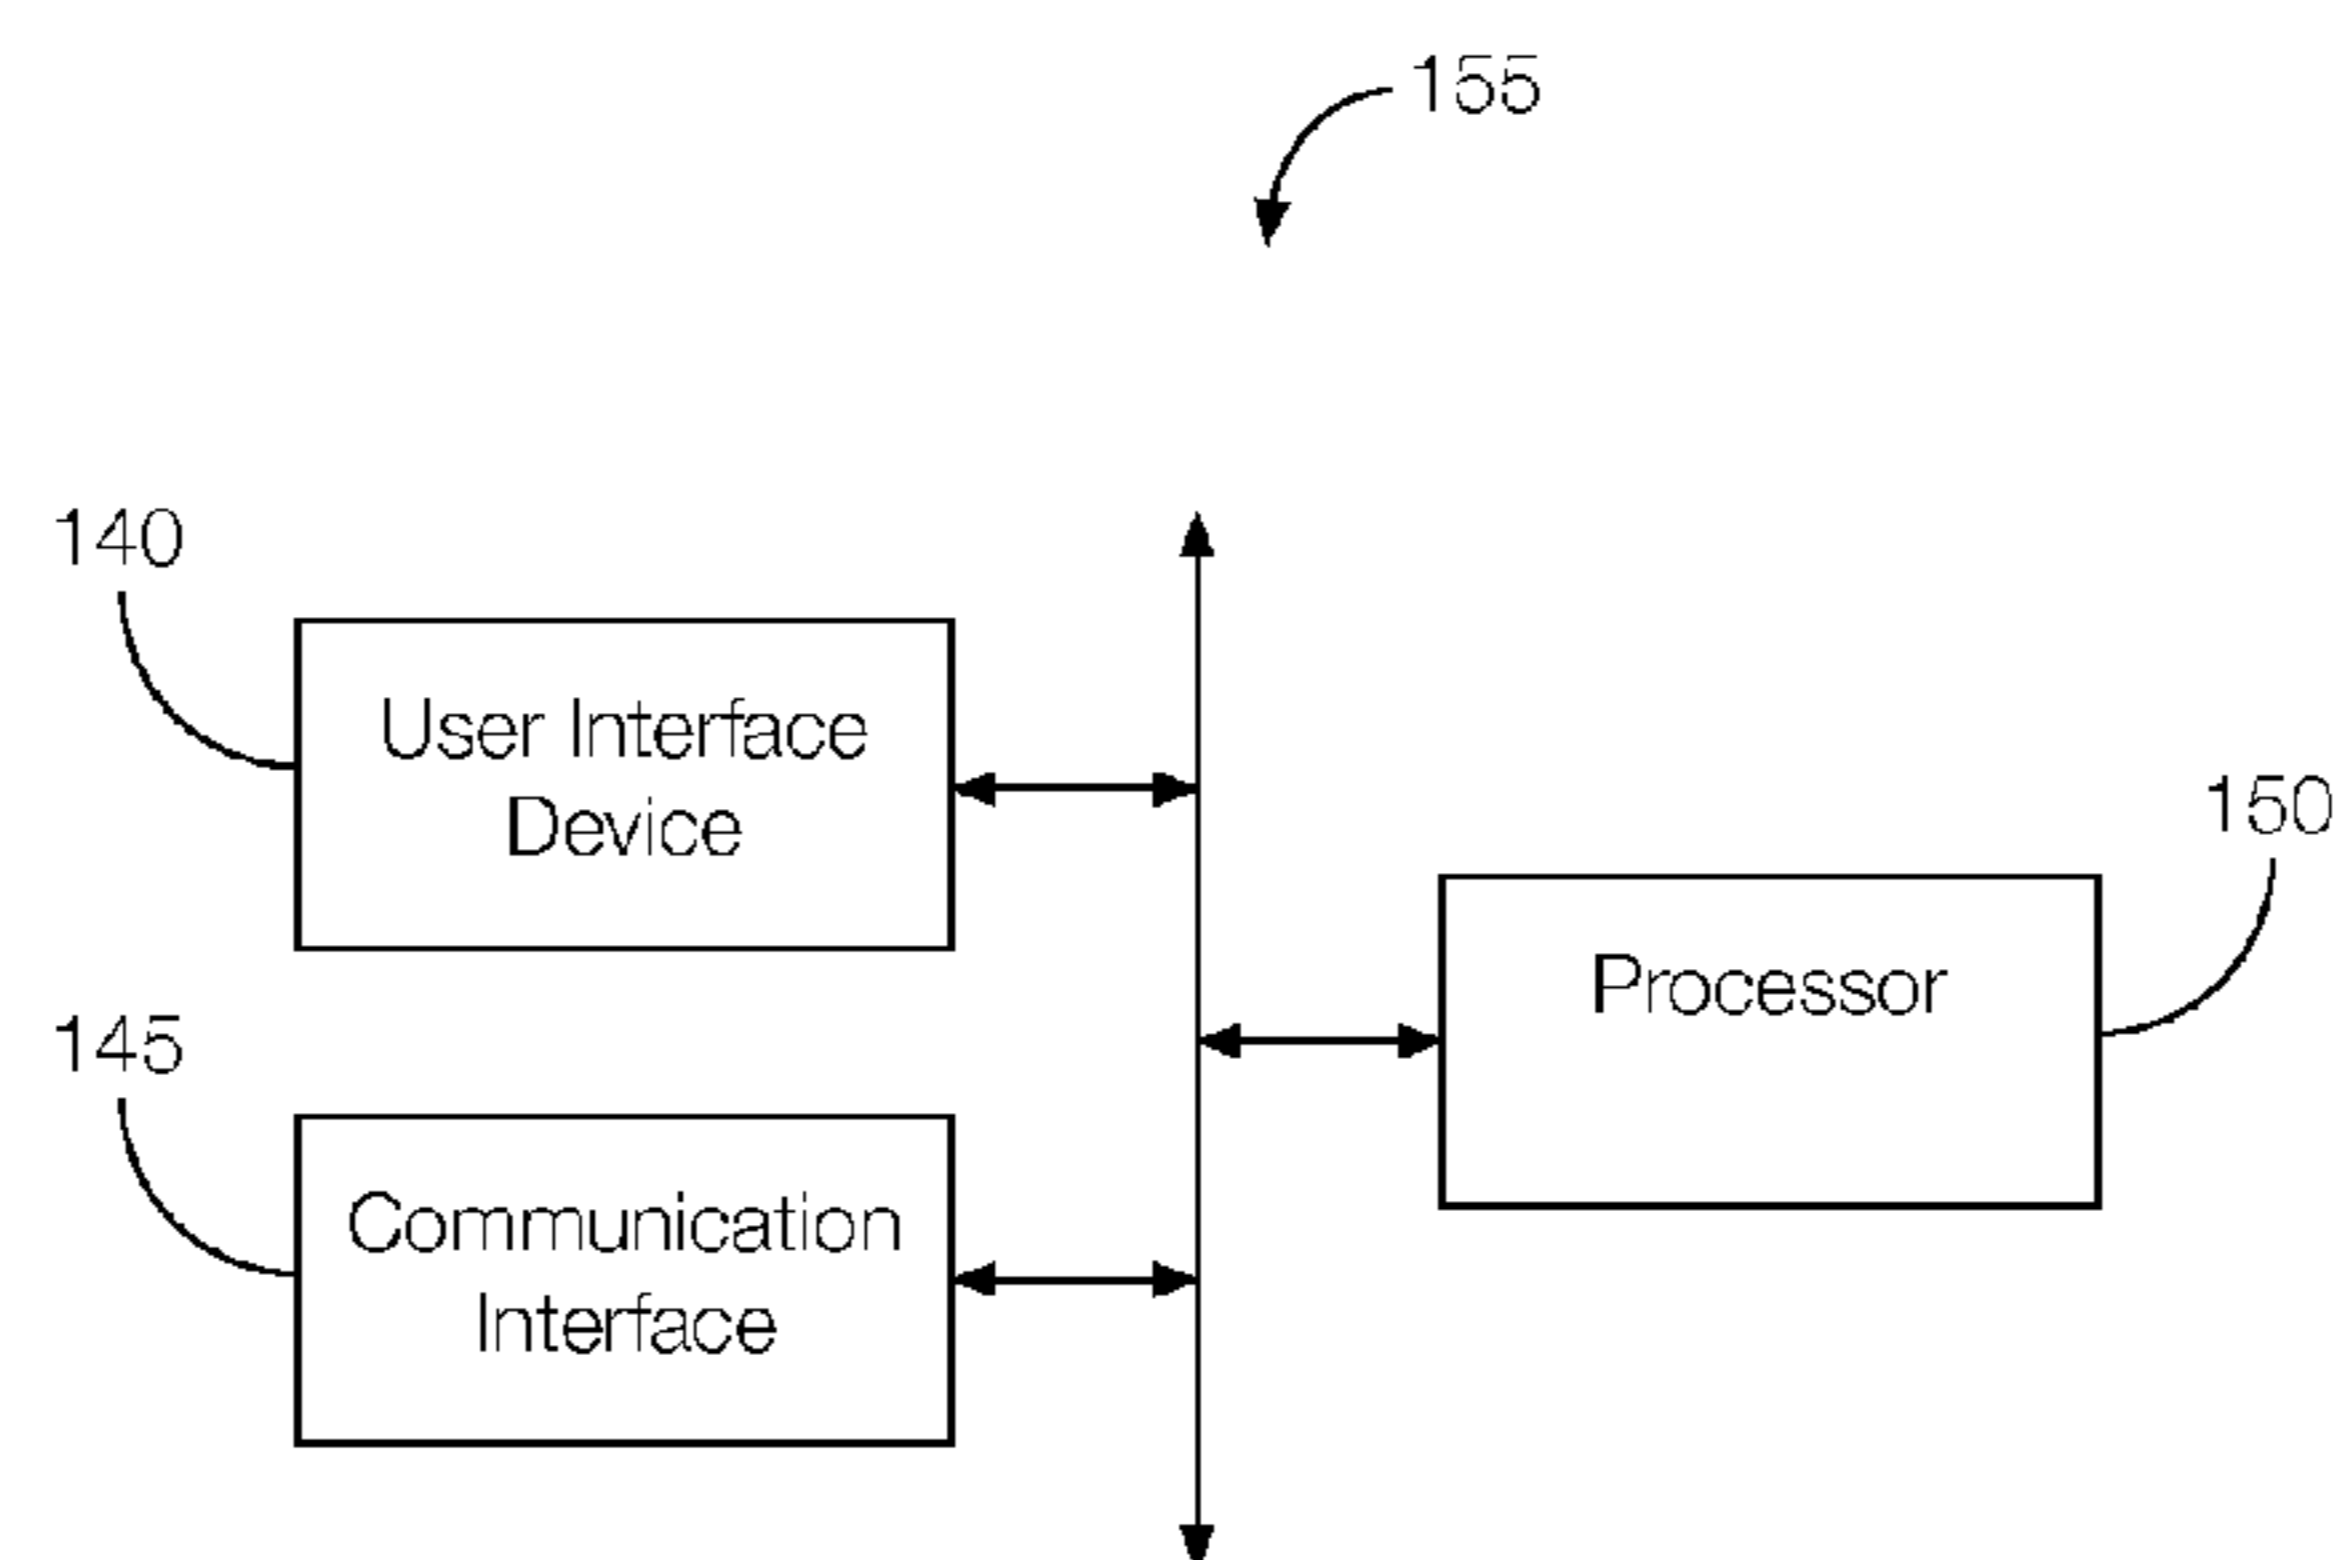 155
140
User Interface
Device
150
Processor
145
Communication
Interface